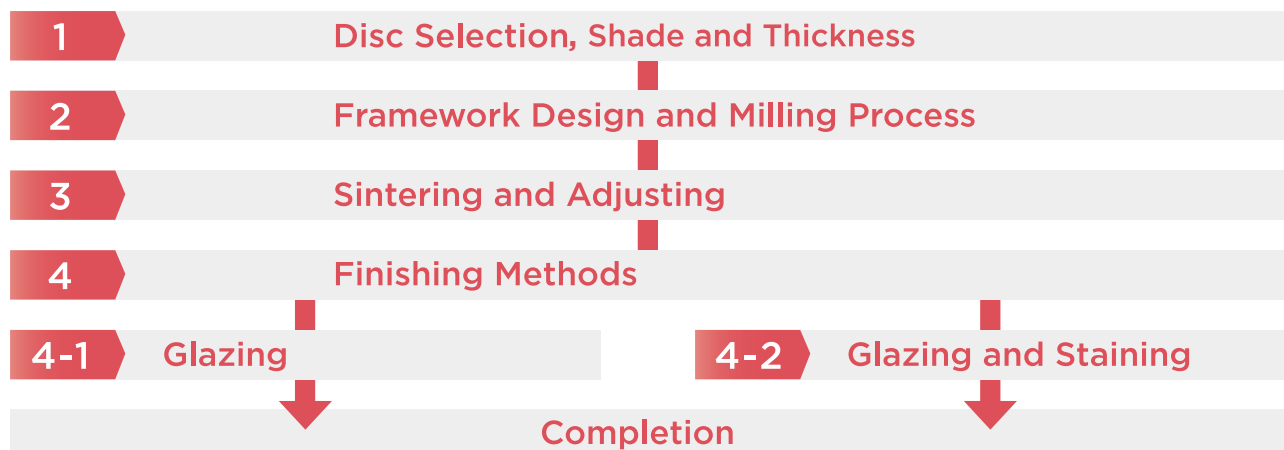 1 Disc Selection, Shade and Thickness
2 Framework Design and Milling Process
3 Sintering and Adjusting
4 Finishing Methods
4-1 Glazing
4-2 Glazing and Staining
Completion